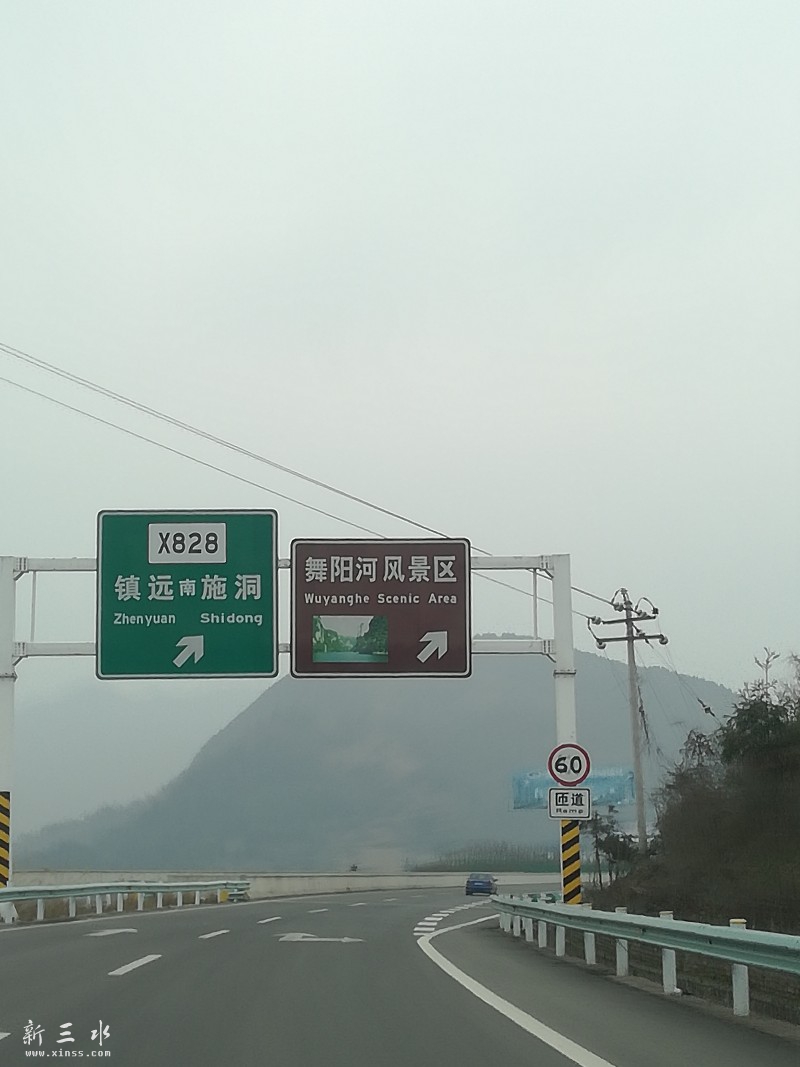 X828
镇远南 施洞
Zhenyuan Shidong
舞阳河风景区
Wuyanghe Scenic Area
60
匝道
Ramp
新三水
www.xinss.com